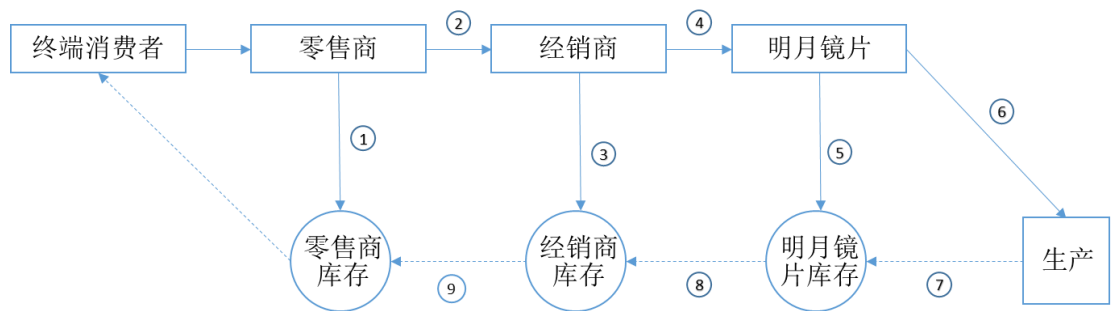 ②
④
终端消费者
零售商
经销商
明月镜片
⑥
①
③
⑤
零售商
库存
经销商
库存
明月镜
片库存
生产
⑨
⑧
⑦